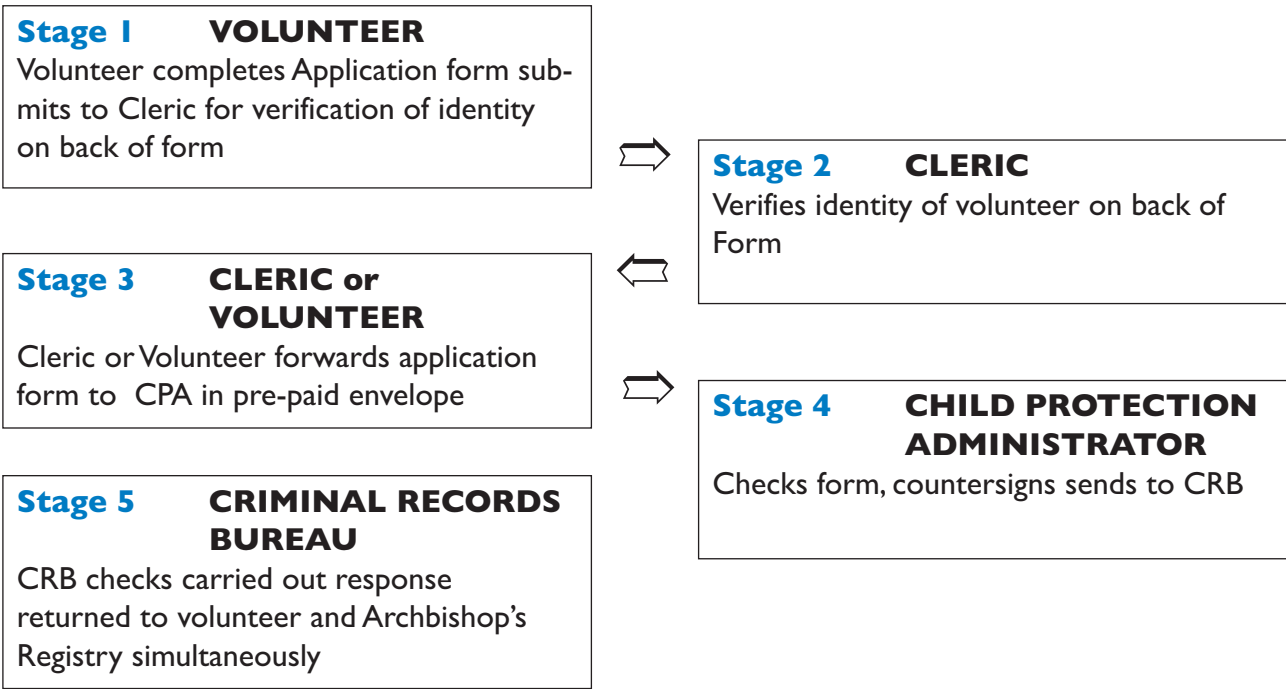 Stage 1 VOLUNTEER
Volunteer completes Application form sub-
mits to Cleric for verification of identity
on back of form
Stage 2 CLERIC
Verifies identity of volunteer on back of
Form
Stage 3 CLERIC or
VOLUNTEER
Cleric or Volunteer forwards application
form to CPA in pre-paid envelope
Stage 4 CHILD PROTECTION
ADMINISTRATOR
Checks form, countersigns sends to CRB
Stage 5 CRIMINAL RECORDS
BUREAU
CRB checks carried out response
returned to volunteer and Archbishop’s
Registry simultaneously